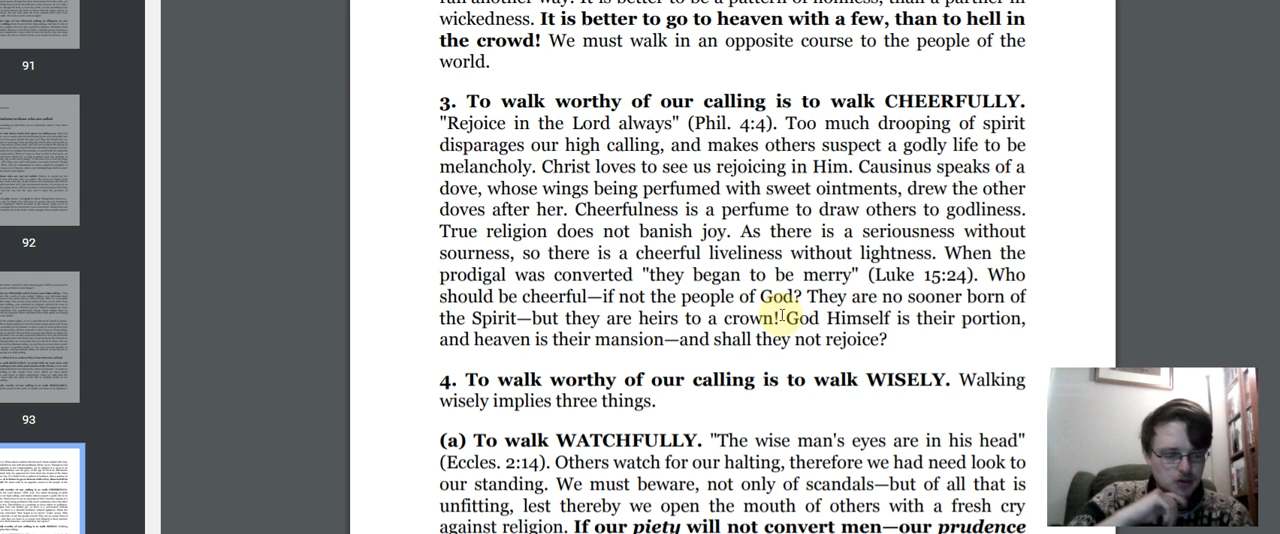 wickedness. It is better to go to heaven with a few, than to hell in
the crowd! We must walk in an opposite course to the people of the
world.
3. To walk worthy of our calling is to walk CHEERFULLY.
"Rejoice in the Lord always" (Phil. 4:4). Too much drooping of spirit
disparages our high calling, and makes others suspect a godly life to be
melancholy. Christ loves to see us rejoicing in Him. Causinus speaks of a
dove, whose wings being perfumed with sweet ointments, drew the other
doves after her. Cheerfulness is a perfume to draw others to godliness.
True religion does not banish joy. As there is a seriousness without
sourness, so there is a cheerful liveliness without lightness. When the
prodigal was converted "they began to be merry" (Luke 15:24). Who
should be cheerful—if not the people of God? They are no sooner born of
the Spirit—but they are heirs to a crown! God Himself is their portion,
and heaven is their mansion—and shall they not rejoice?
4. To walk worthy of our calling is to walk WISELY. Walking
wisely implies three things.
(a) To walk WATCHFULLY. "The wise man's eyes are in his head"
(Eccles. 2:14). Others watch for our halting, therefore we had need look to
our standing. We must beware, not only of scandals—but of all that is
unbecoming, lest thereby we open the mouth of others with a fresh cry
against religion. If our piety will not convert men—our prudence
91
92
93